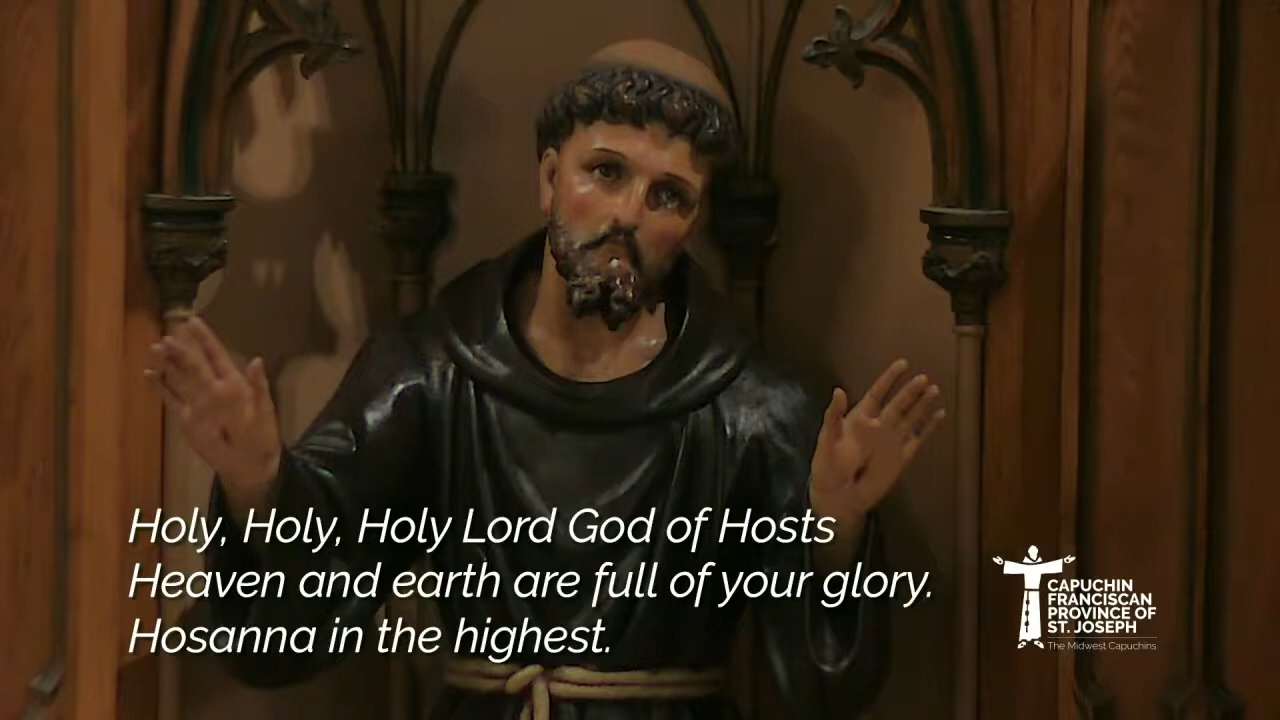 Holy, Holy, Holy Lord God of Hosts
Heaven and earth are full of your glory.
Hosanna in the highest.
CAPUCHIN
FRANCISCAN
PROVINCE OF
ST. JOSEPH
The Midwest Capuchins